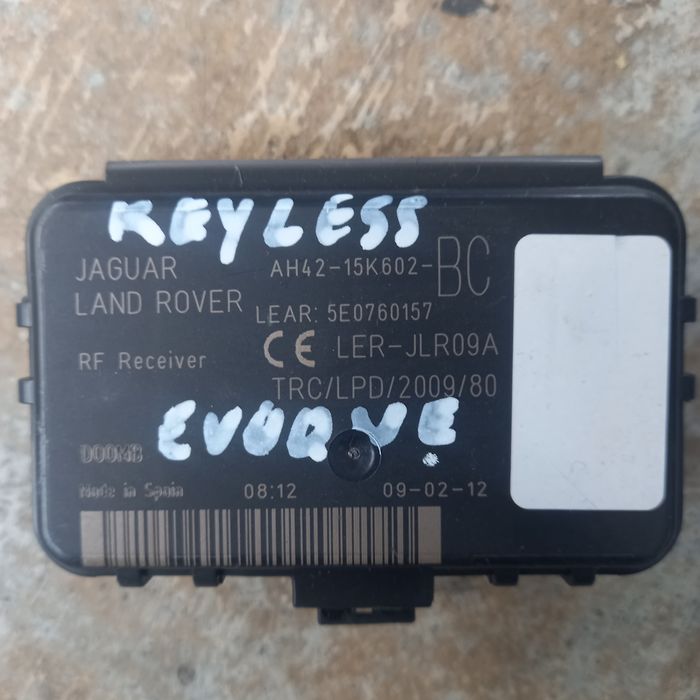 KEYLESS
JAGUAR
LAND ROVER
AH42-15K602-BC
LEAR: 5E0760157
RF Receiver
CE LER-JLR09A
TRC/LPD/2009/80
EVOQUE
Made in Spain 08:12 09-02-12